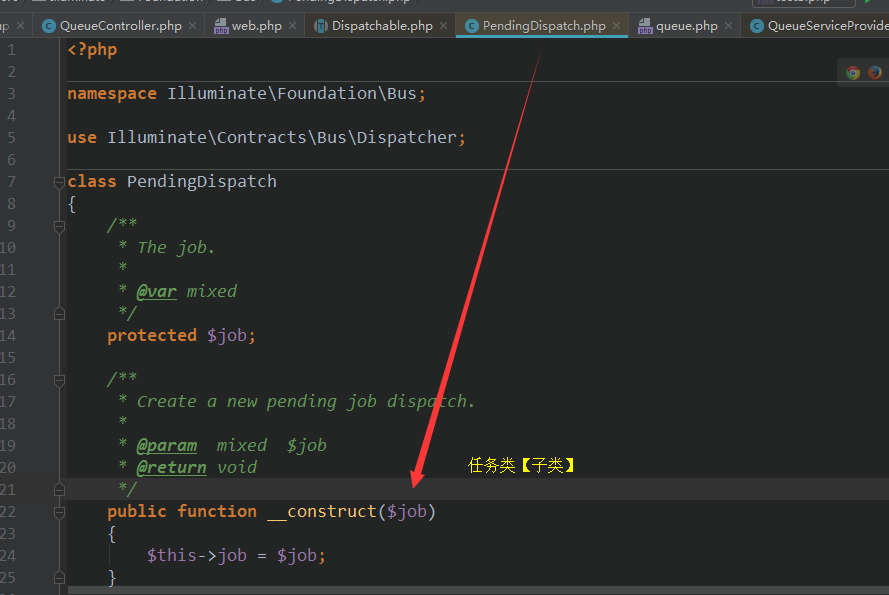 QueueController.php × web.php × Dispatchable.php × PendingDispatch.php × queue.php × QueueServiceProvide
1 <?php
2
3 namespace Illuminate\Foundation\Bus;
4
5 use Illuminate\Contracts\Bus\Dispatcher;
6
7 class PendingDispatch
8 {
9 /**
10 * The job.
11 *
12 * @var mixed
13 */
14 protected $job;
15
16 /**
17 * Create a new pending job dispatch.
18 *
19 * @param mixed $job
20 * @return void 任务类【子类】
21 */
22 public function __construct($job)
23 {
24 $this->job = $job;
25 }